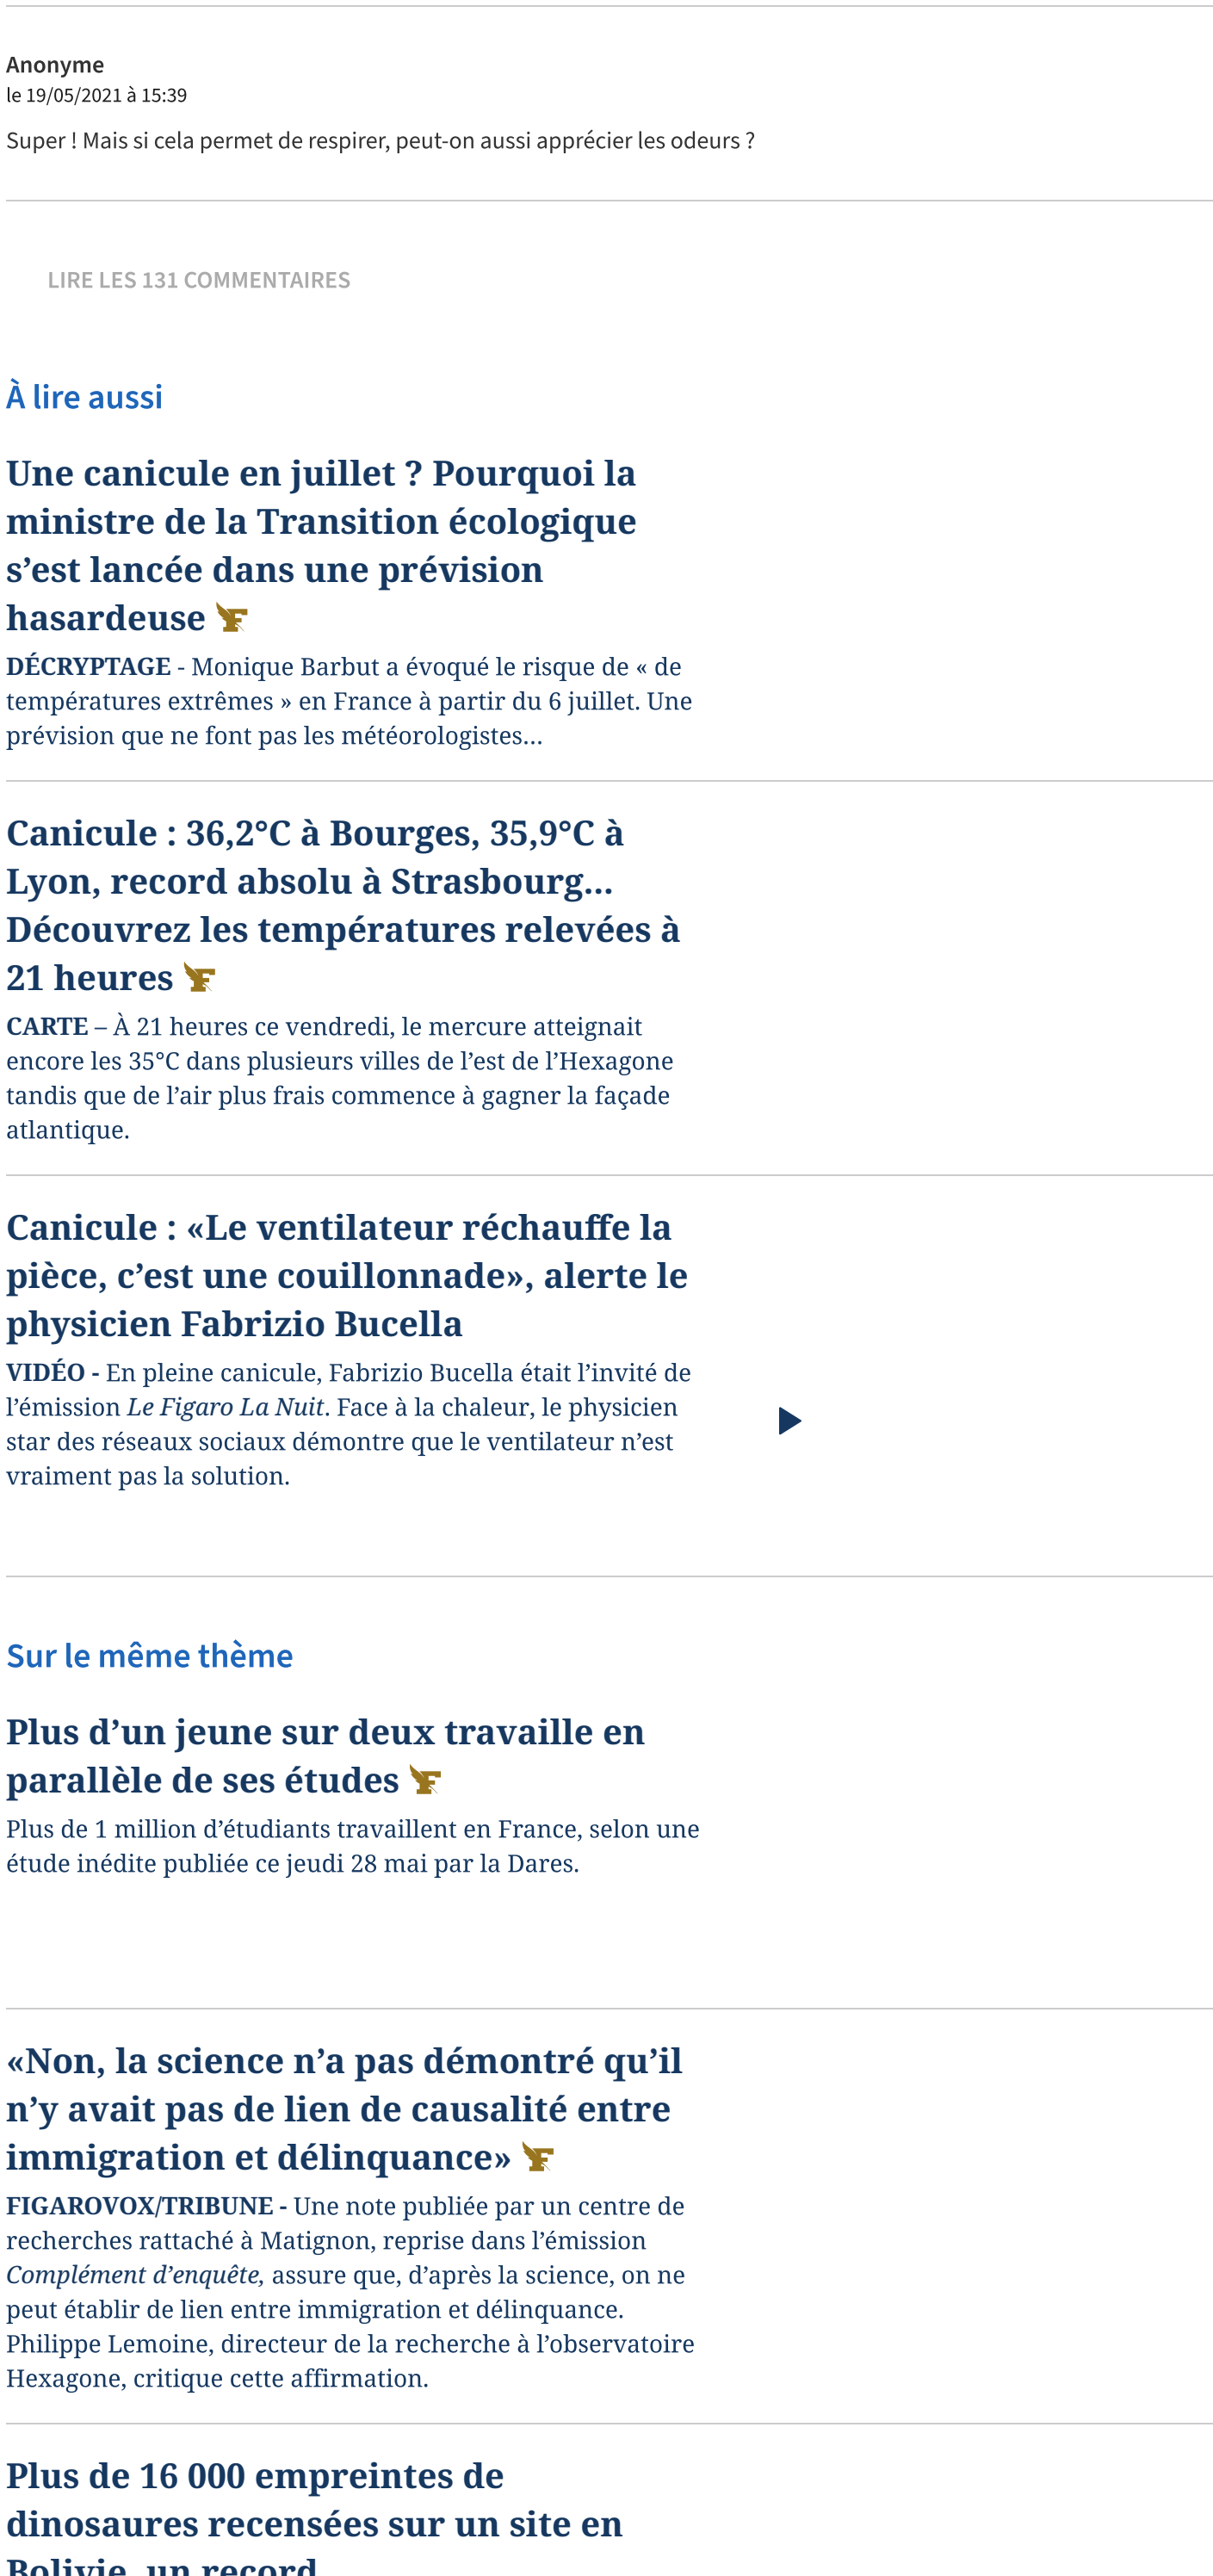 Anonyme
le 19/05/2021 à 15:39
Super ! Mais si cela permet de respirer, peut-on aussi apprécier les odeurs ?
LIRE LES 131 COMMENTAIRES
À lire aussi
Une canicule en juillet ? Pourquoi la
ministre de la Transition écologique
s’est lancée dans une prévision
hasardeuse
DÉCRYPTAGE - Monique Barbut a évoqué le risque de « de
températures extrêmes » en France à partir du 6 juillet. Une
prévision que ne font pas les météorologistes…
Canicule : 36,2°C à Bourges, 35,9°C à
Lyon, record absolu à Strasbourg...
Découvrez les températures relevées à
21 heures
CARTE – À 21 heures ce vendredi, le mercure atteignait
encore les 35°C dans plusieurs villes de l’est de l’Hexagone
tandis que de l’air plus frais commence à gagner la façade
atlantique.
Canicule : «Le ventilateur réchauffe la
pièce, c’est une couillonnade», alerte le
physicien Fabrizio Bucella
VIDÉO - En pleine canicule, Fabrizio Bucella était l’invité de
l’émission Le Figaro La Nuit. Face à la chaleur, le physicien
star des réseaux sociaux démontre que le ventilateur n’est
vraiment pas la solution.
Sur le même thème
Plus d’un jeune sur deux travaille en
parallèle de ses études
Plus de 1 million d’étudiants travaillent en France, selon une
étude inédite publiée ce jeudi 28 mai par la Dares.
«Non, la science n’a pas démontré qu’il
n’y avait pas de lien de causalité entre
immigration et délinquance»
FIGAROVOX/TRIBUNE - Une note publiée par un centre de
recherches rattaché à Matignon, reprise dans l’émission
Complément d’enquête, assure que, d’après la science, on ne
peut établir de lien entre immigration et délinquance.
Philippe Lemoine, directeur de la recherche à l’observatoire
Hexagone, critique cette affirmation.
Plus de 16 000 empreintes de
dinosaures recensées sur un site en
Bolivie, un record